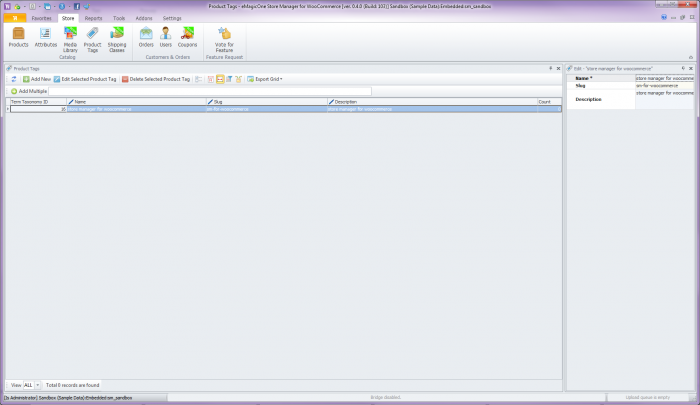 Product Tags - eMagicOne Store Manager for WooCommerce [ver. 0.4.0 (Build: 107)] Sandbox (Sample Data):Embedded:sm_sandbox
Favorites Store Reports Tools Addons Settings
Products Attributes Media Library Product Tags Shipping Classes Orders Users Coupons Vote for Feature
Catalog Customers & Orders Feature Request
Product Tags
Edit - "store manager for woocommerce"
Add New Edit Selected Product Tag Delete Selected Product Tag Export Grid
Name * store manager for woocommerce
Slug sm-for-woocommerce
Description store manager for woocomme
Add Multiple
Term Taxonomy ID Name Slug Description Count
store manager for woocommerce sm-for-woocommerce store manager for woocommerce
View ALL Total 9 records are found
[Is Administrator] Sandbox (Sample Data):Embedded:sm_sandbox Bridge disabled. Upload queue is empty